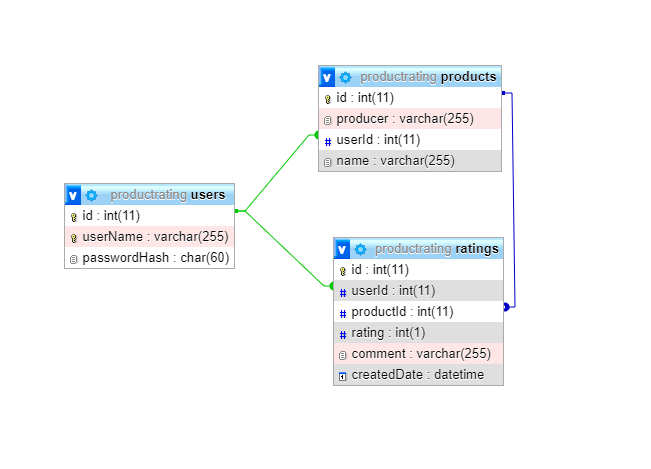 v productrating products
id : int(11)
producer : varchar(255)
userId : int(11)
name : varchar(255)
v productrating users
id : int(11)
userName : varchar(255)
passwordHash : char(60)
v productrating ratings
id : int(11)
userId : int(11)
productId : int(11)
rating : int(1)
comment : varchar(255)
createdDate : datetime